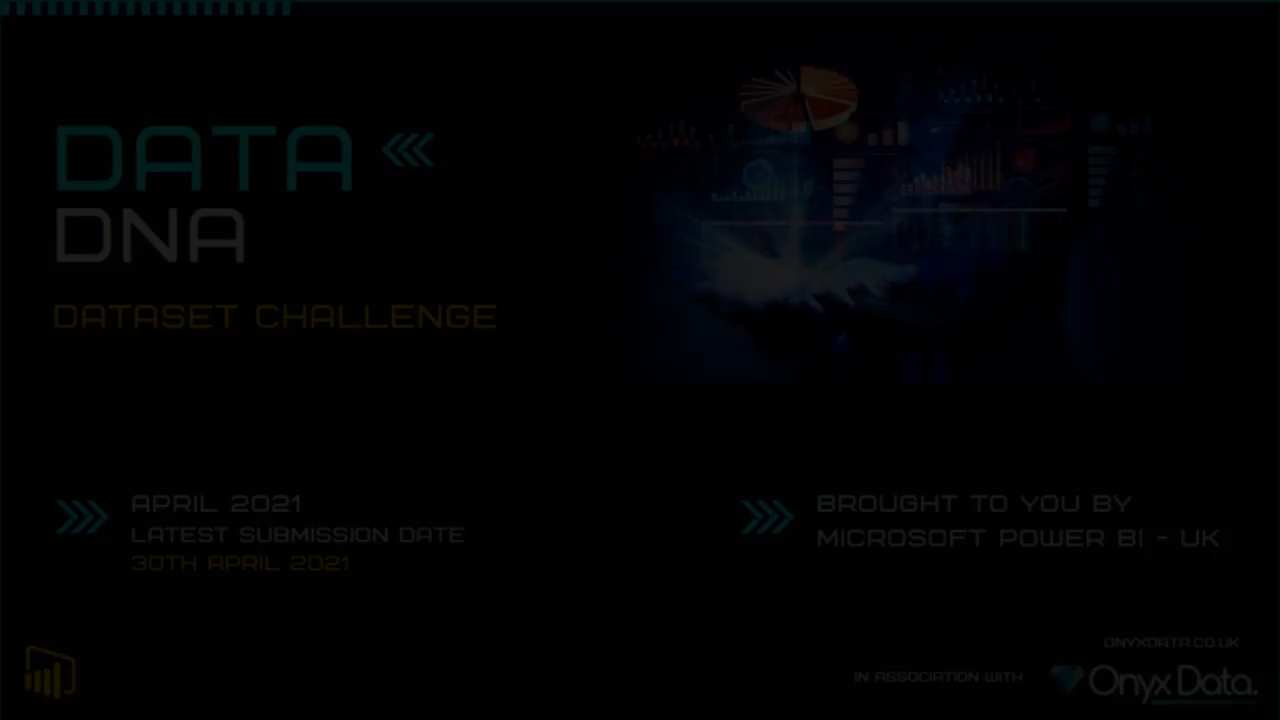 DATA
DNA
DATASET CHALLENGE
APRIL 2021
LATEST SUBMISSION DATE
30TH APRIL 2021
BROUGHT TO YOU BY
MICROSOFT POWER BI - UK
ONYXDATA.CO.UK
IN ASSOCIATION WITH
Onyx Data.